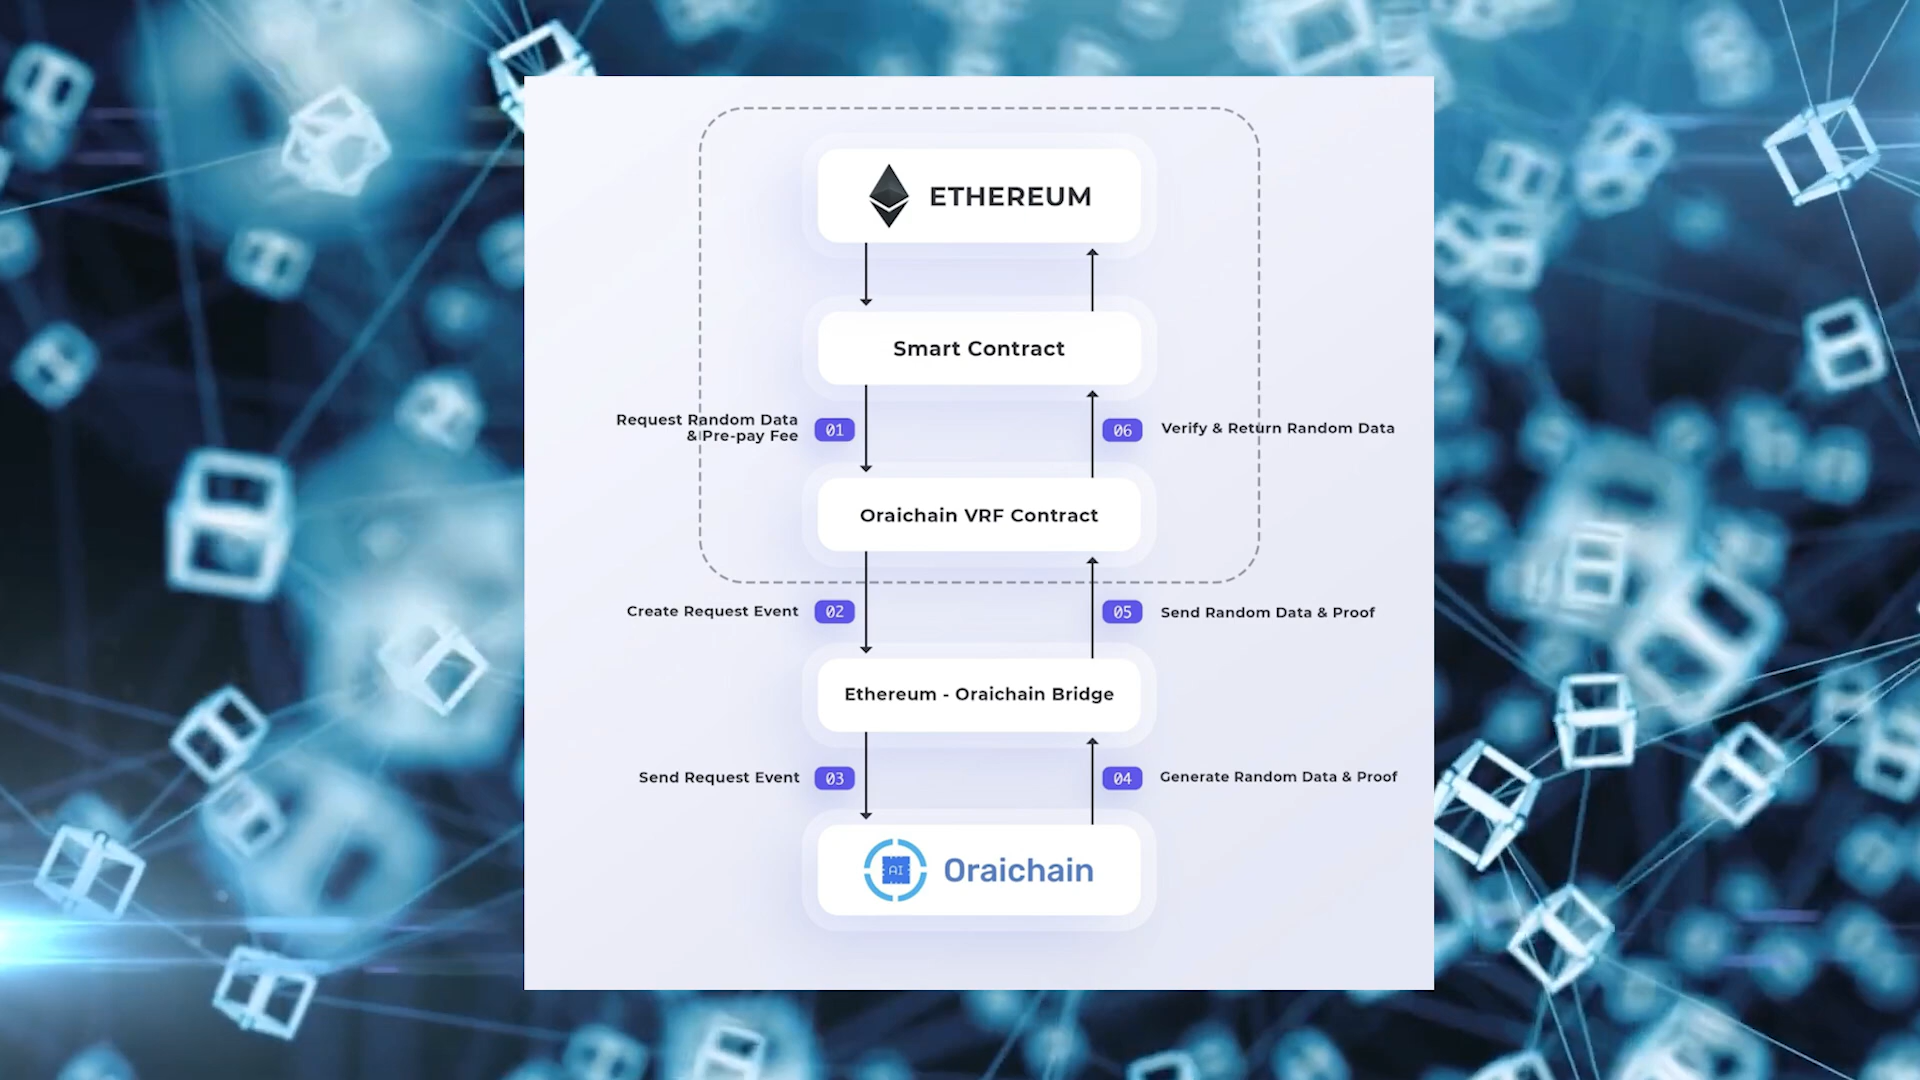 ETHEREUM
Smart Contract
Request Random Data
& Pre-pay Fee
01
06
Verify & Return Random Data
Oraichain VRF Contract
Create Request Event
02
05
Send Random Data & Proof
Ethereum - Oraichain Bridge
Send Request Event
03
04
Generate Random Data & Proof
AI
Oraichain